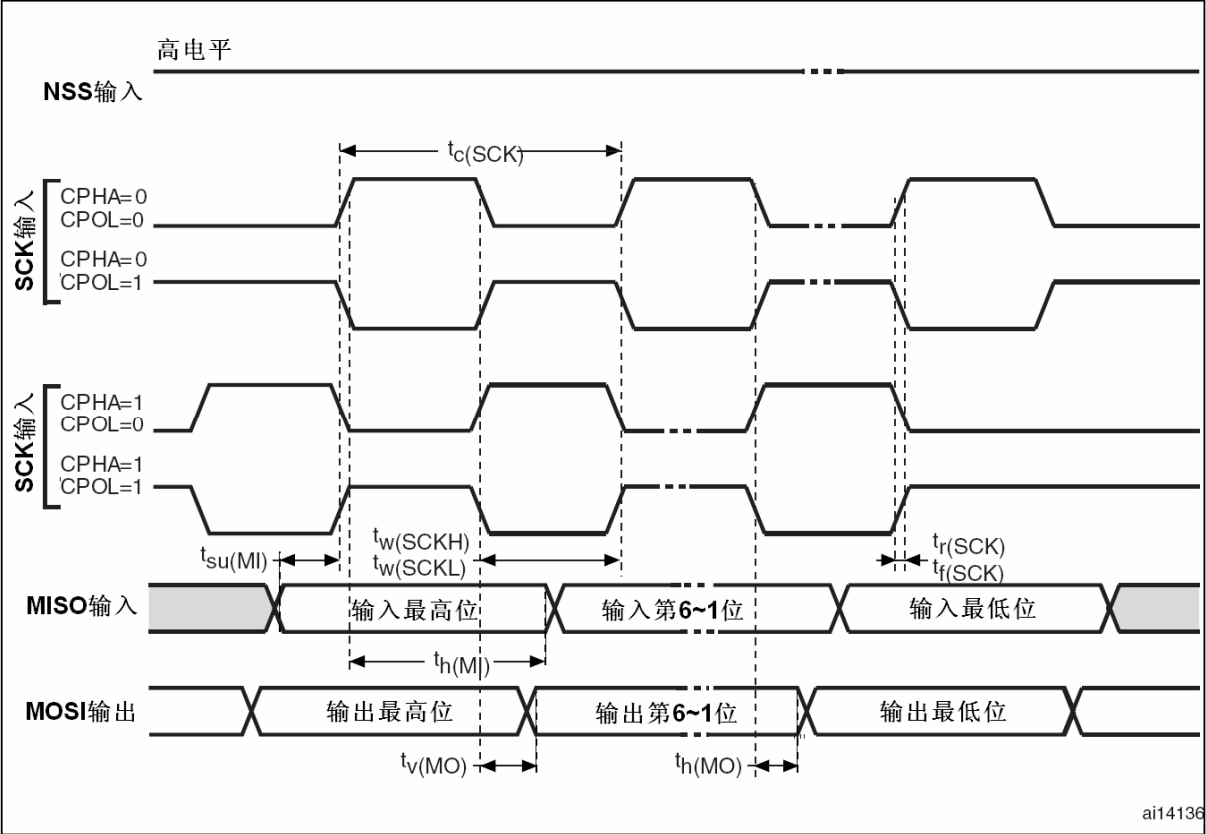 高电平
NSS输入
tc(SCK)
SCK输入
CPHA=0
CPOL=0
CPHA=0
CPOL=1
SCK输入
CPHA=1
CPOL=0
CPHA=1
CPOL=1
tsu(MI)
tw(SCKH)
tw(SCKL)
tr(SCK)
tf(SCK)
MISO输入
输入最高位
输入第6~1位
输入最低位
th(MI)
MOSI输出
输出最高位
输出第6~1位
输出最低位
tv(MO)
th(MO)
ai14136